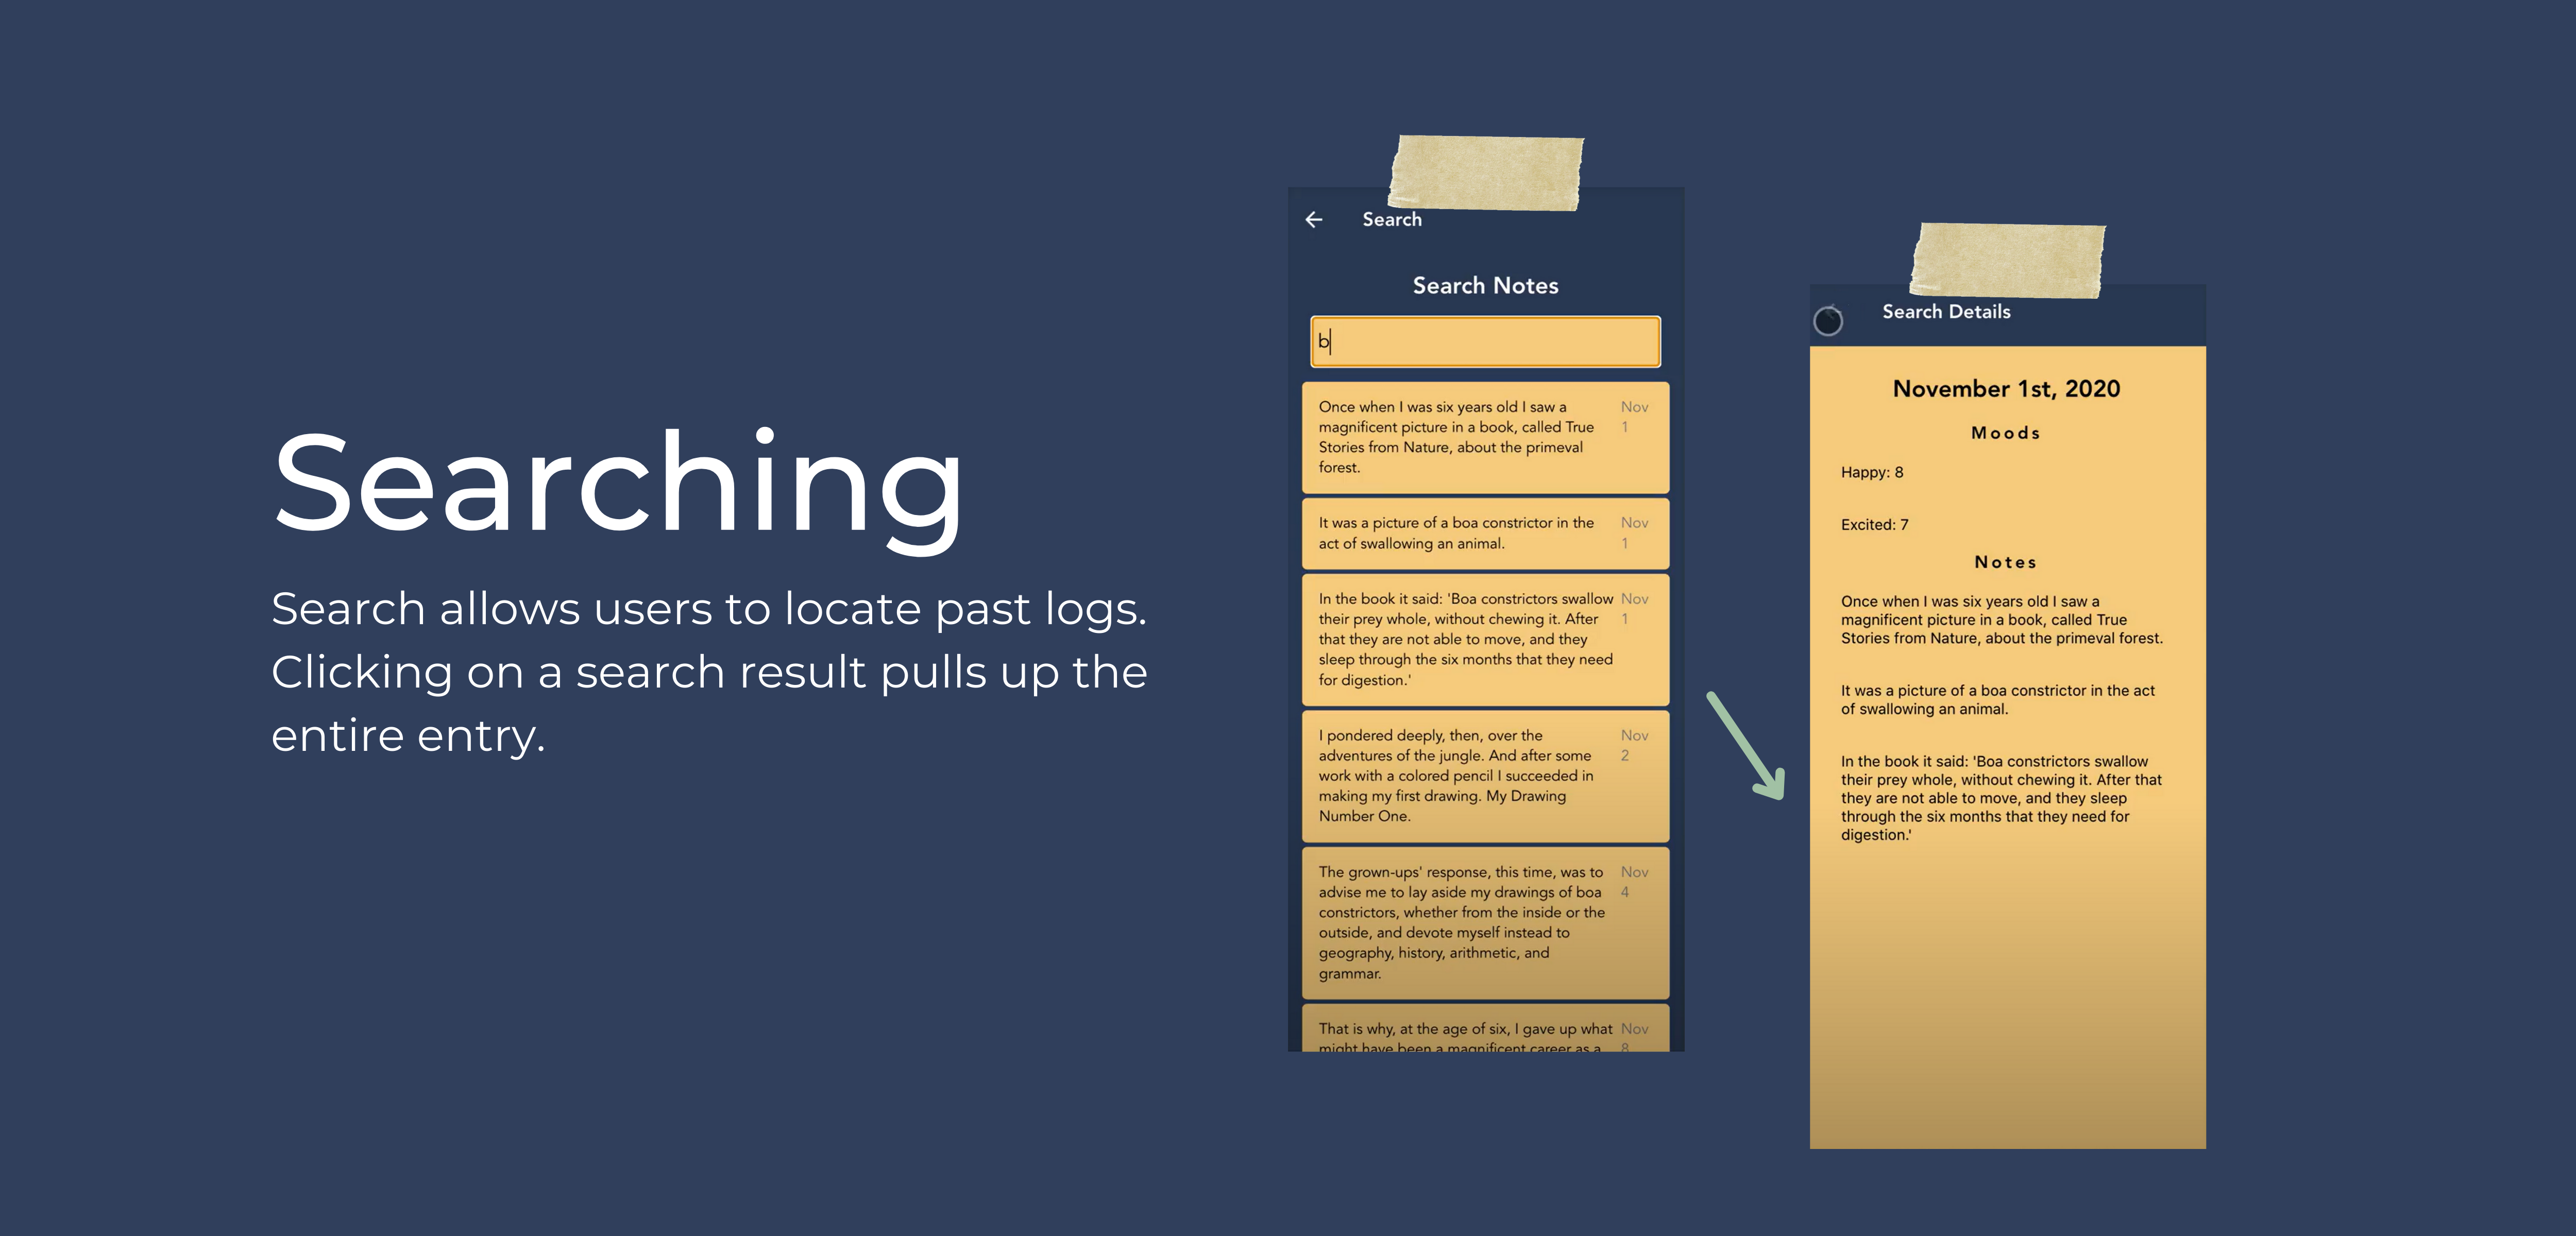 Searching
Search allows users to locate past logs.
Clicking on a search result pulls up the
entire entry.
Search
Search Notes
b
Once when I was six years old I saw a
magnificent picture in a book, called True
Stories from Nature, about the primeval
forest.
Nov
1
It was a picture of a boa constrictor in the
act of swallowing an animal.
Nov
1
In the book it said: 'Boa constrictors swallow
their prey whole, without chewing it. After
that they are not able to move, and they
sleep through the six months that they need
for digestion.'
Nov
1
I pondered deeply, then, over the
adventures of the jungle. And after some
work with a colored pencil I succeeded in
making my first drawing. My Drawing
Number One.
Nov
2
The grown-ups' response, this time, was to
advise me to lay aside my drawings of boa
constrictors, whether from the inside or the
outside, and devote myself instead to
geography, history, arithmetic, and
grammar.
Nov
4
That is why, at the age of six, I gave up what
might have been a magnificent career as a
Nov
8
Search Details
November 1st, 2020
Moods
Happy: 8
Excited: 7
Notes
Once when I was six years old I saw a
magnificent picture in a book, called True
Stories from Nature, about the primeval forest.
It was a picture of a boa constrictor in the act
of swallowing an animal.
In the book it said: 'Boa constrictors swallow
their prey whole, without chewing it. After that
they are not able to move, and they sleep
through the six months that they need for
digestion.'